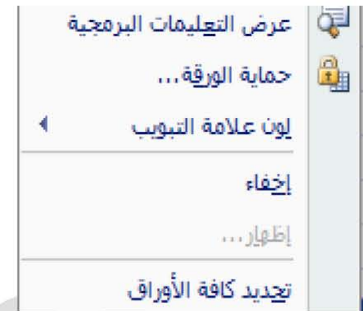 عرض التعليمات البرمجية
حماية الورقة...
لون علامة التبويب
إخفاء
إظهار...
تحديد كافة الأوراق